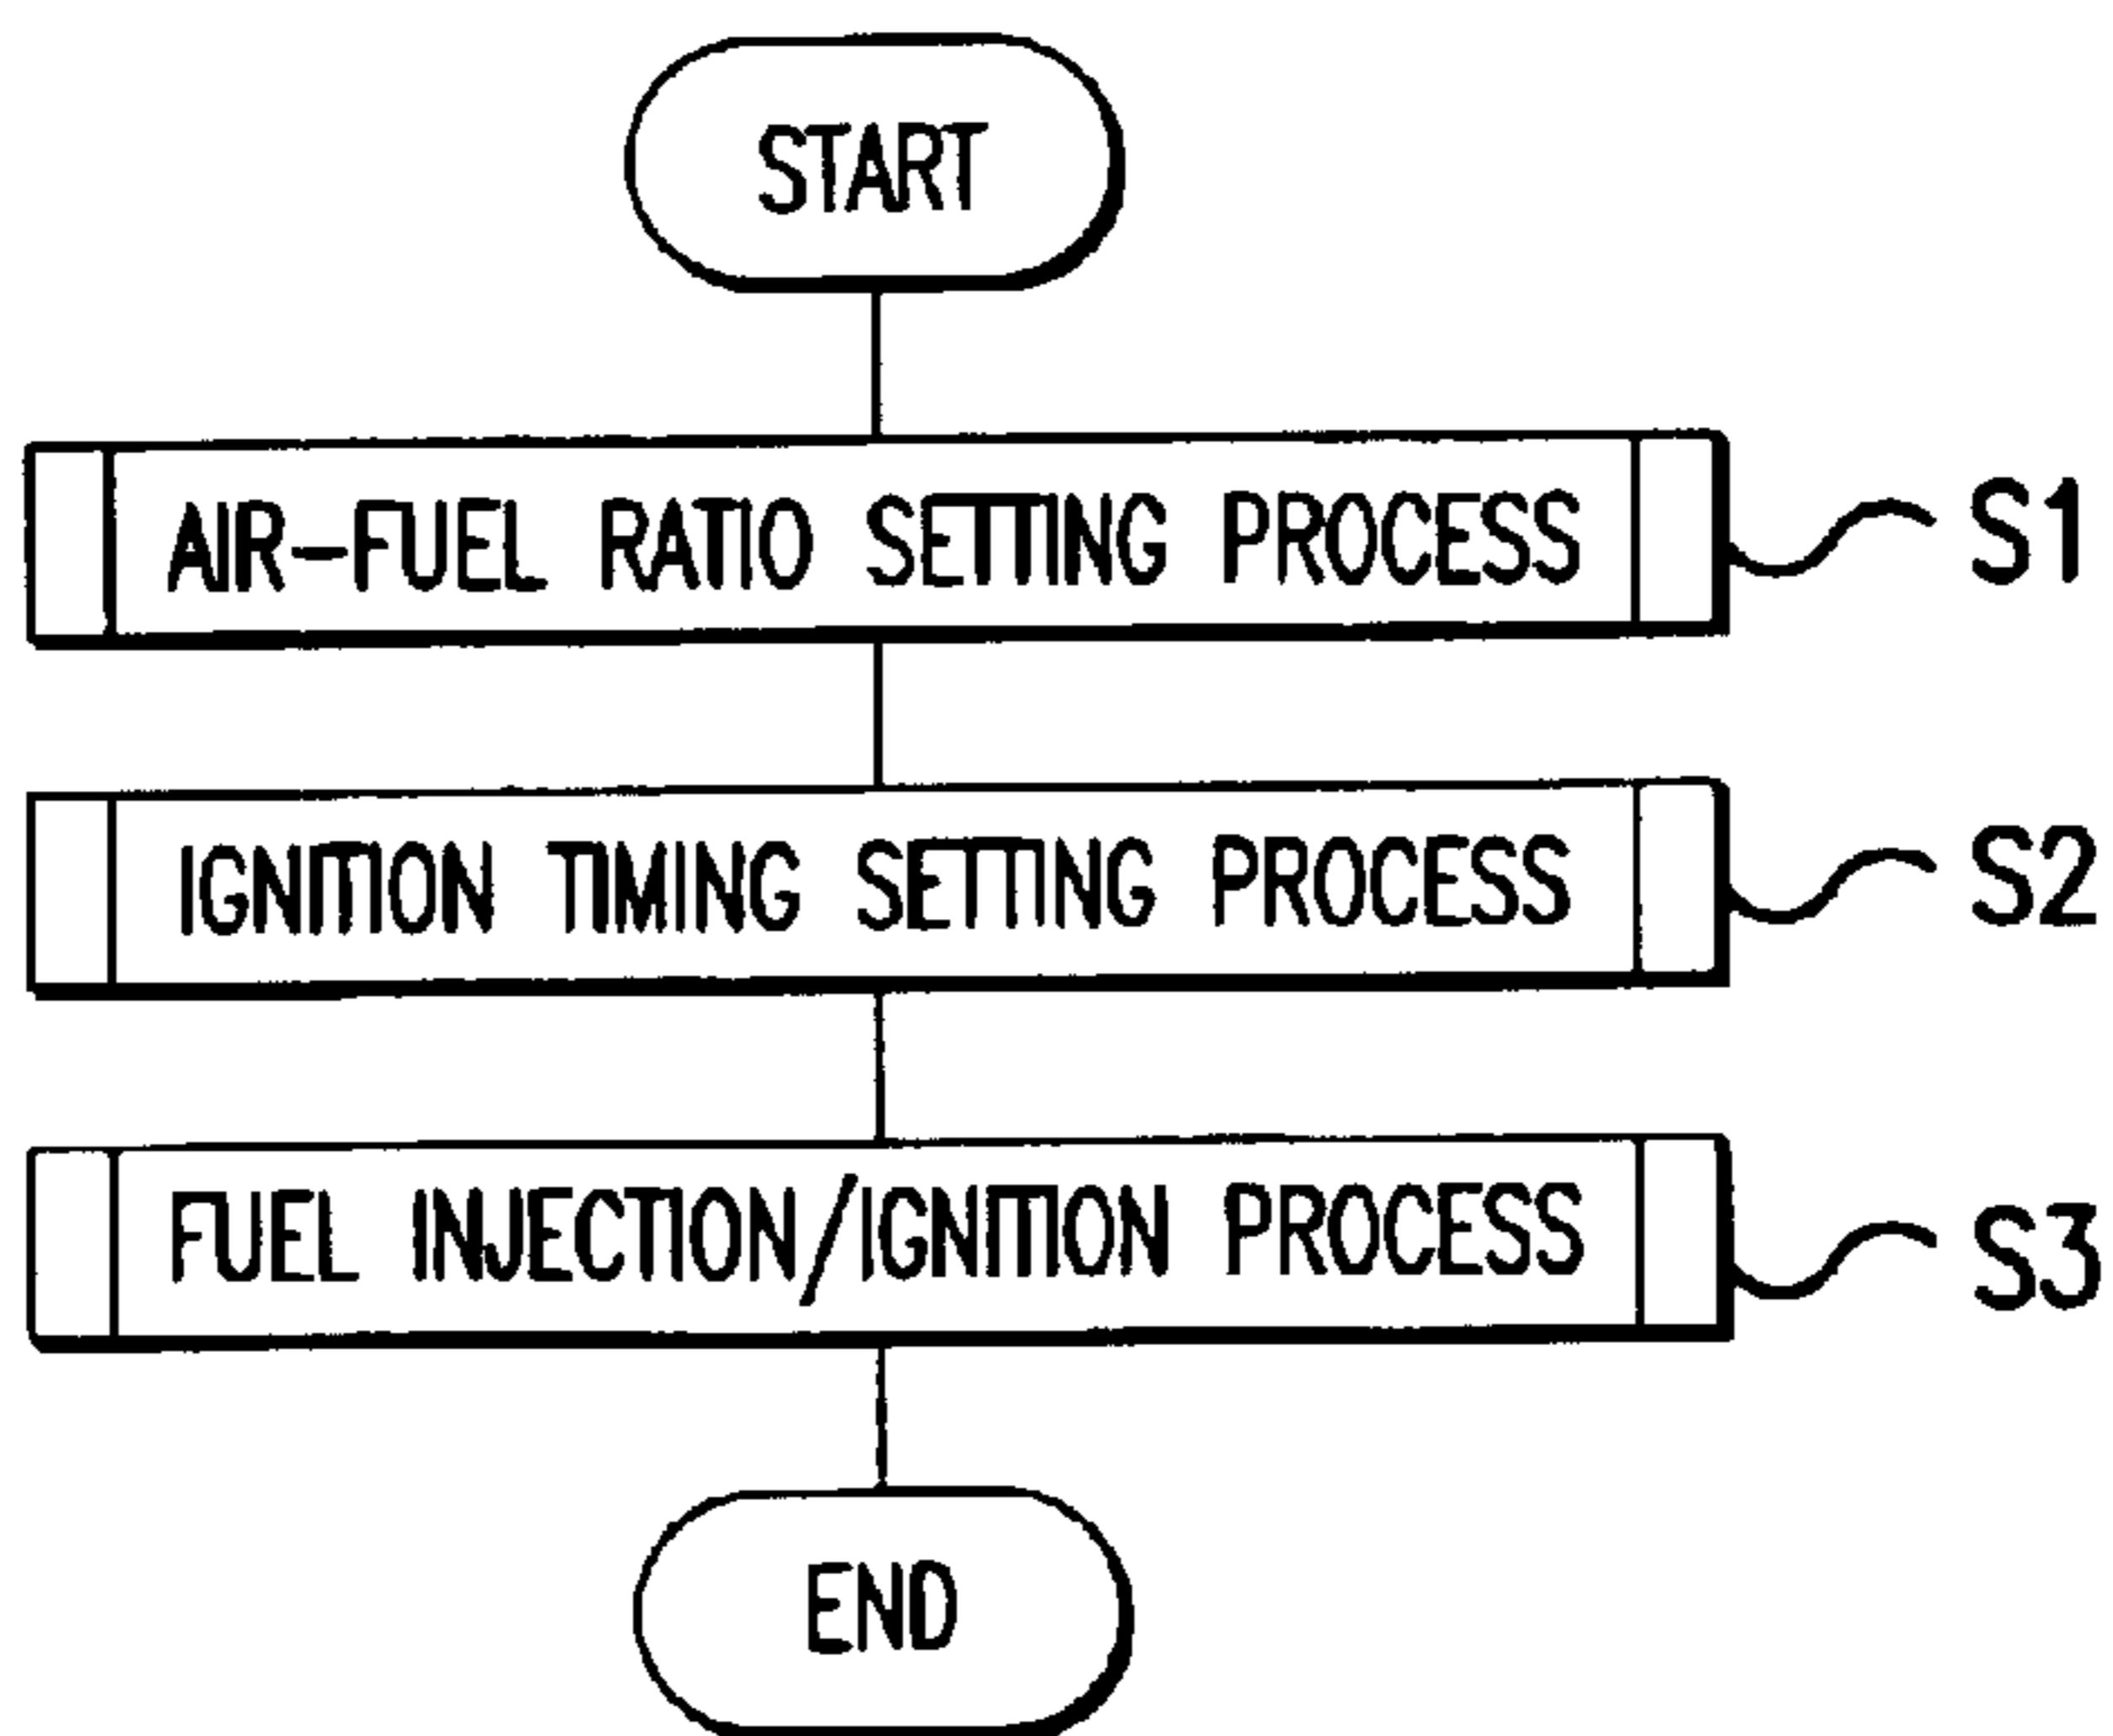 START
AIR-FUEL RATIO SETTING PROCESS
S1
IGNITION TIMING SETTING PROCESS
S2
FUEL INJECTION/IGNITION PROCESS
S3
END